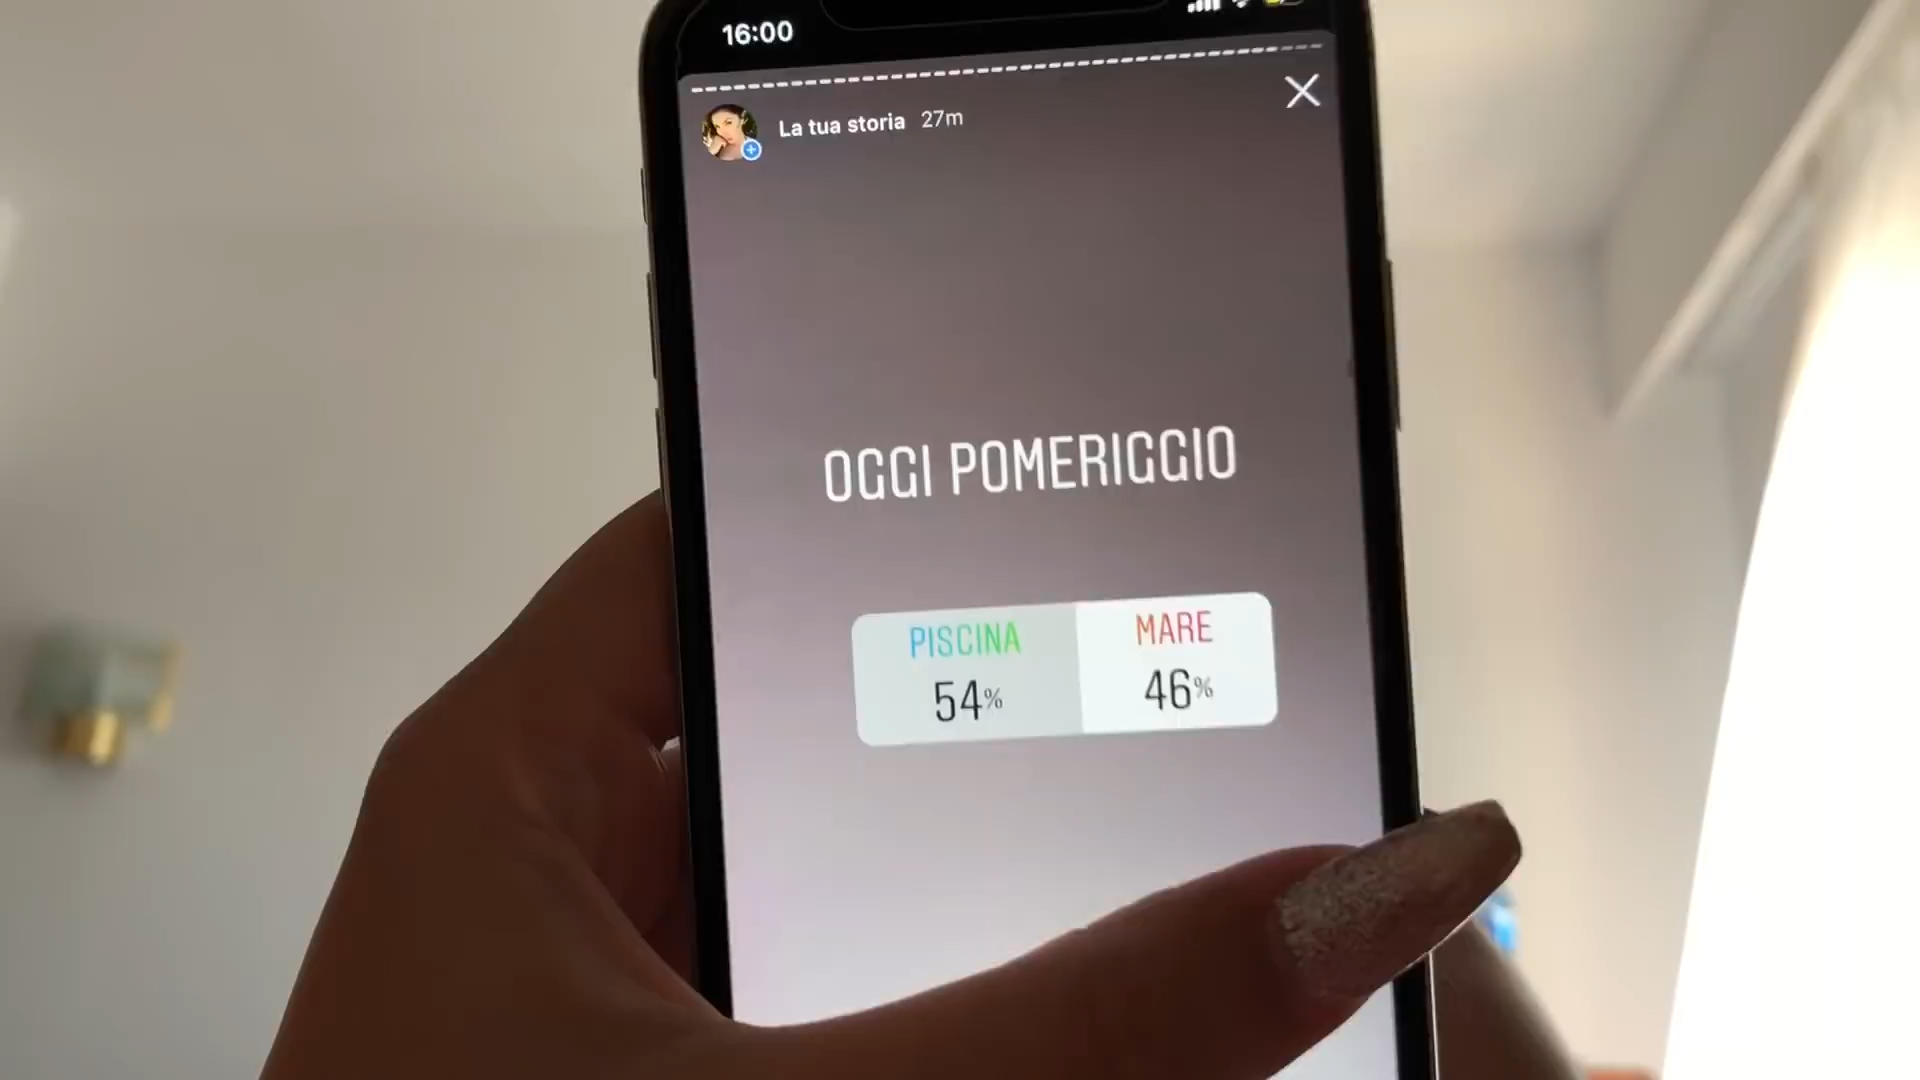 16:00
La tua storia 27m
OGGI POMERIGGIO
PISCINA MARE
54% 46%